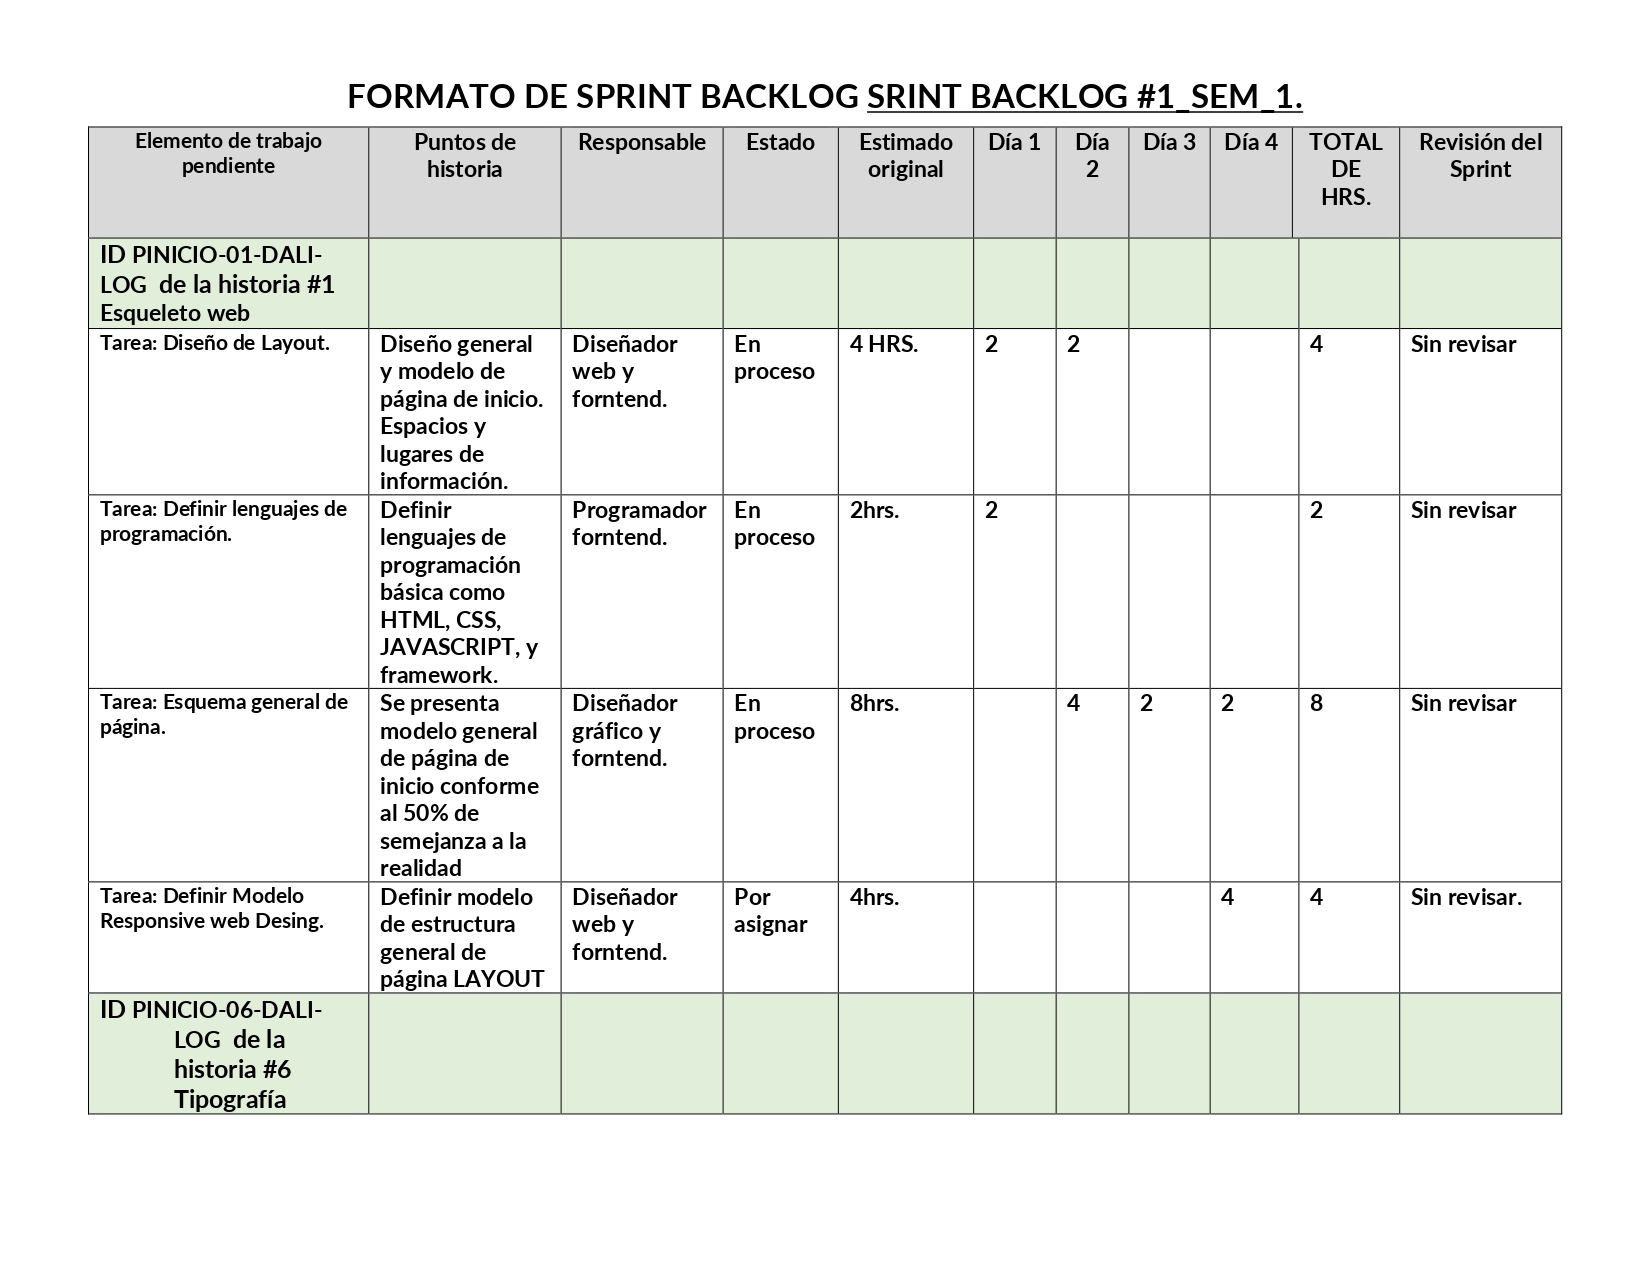 FORMATO DE SPRINT BACKLOG SRINT BACKLOG #1_SEM_1.
Elemento de trabajo
pendiente
Puntos de
historia
Responsable
Estado
Estimado
original
Día 1
Día
2
Día 3
Día 4
TOTAL
DE
HRS.
Revisión del
Sprint
ID PINICIO-01-DALI-
LOG de la historia #1
Esqueleto web
Tarea: Diseño de Layout.
Diseño general
y modelo de
página de inicio.
Espacios y
lugares de
información.
Diseñador
web y
forntend.
En
proceso
4 HRS.
2
2
4
Sin revisar
Tarea: Definir lenguajes de
programación.
Definir
lenguajes de
programación
básica como
HTML, CSS,
JAVASCRIPT, y
framework.
Programador
forntend.
En
proceso
2hrs.
2
2
Sin revisar
Tarea: Esquema general de
página.
Se presenta
modelo general
de página de
inicio conforme
al 50% de
semejanza a la
realidad
Diseñador
gráfico y
forntend.
En
proceso
8hrs.
4
2
2
8
Sin revisar
Tarea: Definir Modelo
Responsive web Desing.
Definir modelo
de estructura
general de
página LAYOUT
Diseñador
web y
forntend.
Por
asignar
4hrs.
4
4
Sin revisar.
ID PINICIO-06-DALI-
LOG de la
historia #6
Tipografía